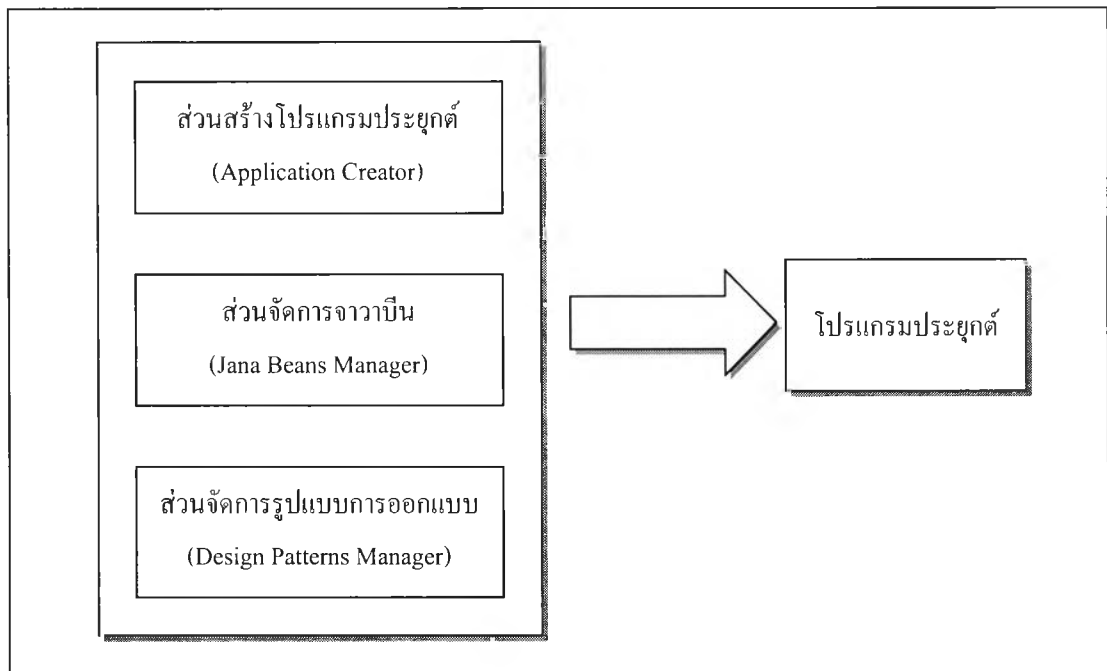 ส่วนสร้างโปรแกรมประยุกต์
(Application Creator)
ส่วนจัดการจาวาบีน
(Jana Beans Manager)
ส่วนจัดการรูปแบบการออกแบบ
(Design Patterns Manager)
โปรแกรมประยุกต์